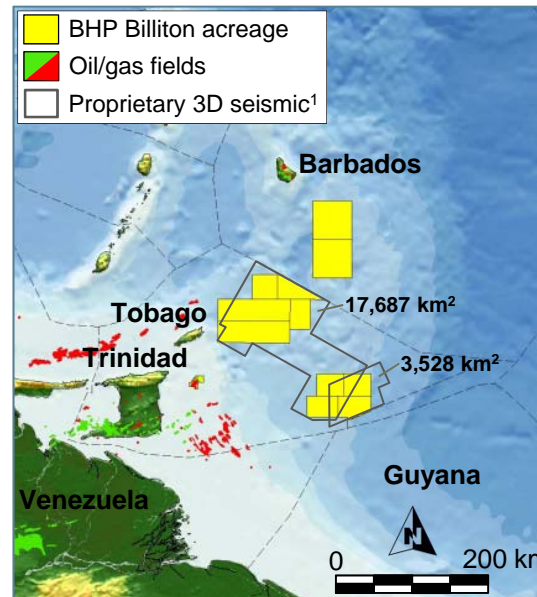 BHP Billiton acreage
Oil/gas fields
Proprietary 3D seismic¹
Barbados
17,687 km²
Tobago
Trinidad
3,528 km²
Guyana
Venezuela
N
0 200 km